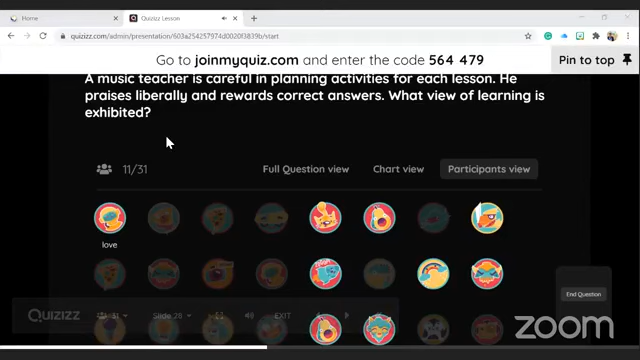 Home
Quizizz Lesson
quizizz.com/admin/presentation/603a254257974d0020f3839b/start
Go to joinmyquiz.com and enter the code 564 479
Pin to top
A music teacher is careful in planning activities for each lesson. He
praises liberally and rewards correct answers. What view of learning is
exhibited?
11/31
Full Question view
Chart view
Participants view
love
End Question
QUIZIZZ
31
Slide 28
EXIT
zoom